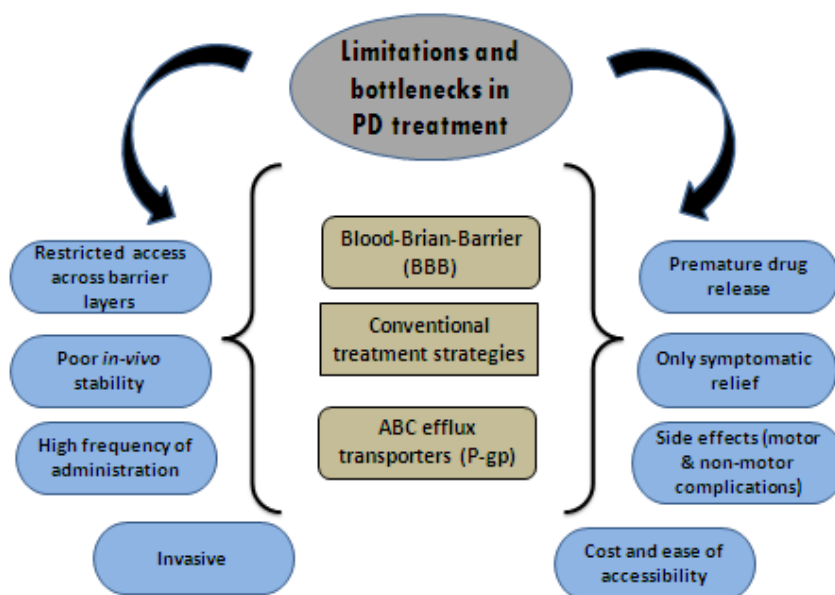 Limitations and
bottlenecks in
PD treatment
Restricted access
across barrier
layers
Poor in-vivo
stability
High frequency of
administration
Invasive
Blood-Brian-Barrier
(BBB)
Conventional
treatment strategies
ABC efflux
transporters (P-gp)
Premature drug
release
Only symptomatic
relief
Side effects (motor
& non-motor
complications)
Cost and ease of
accessibility